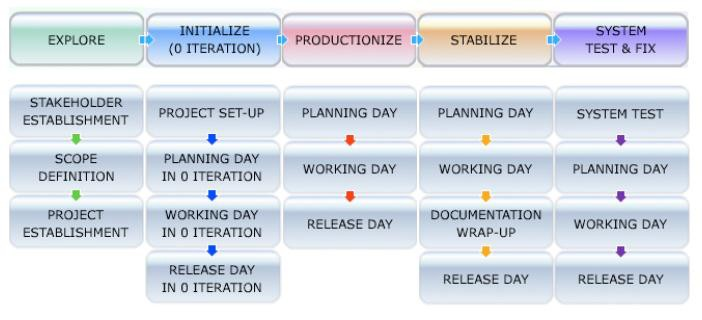 EXPLORE
INITIALIZE
(0 ITERATION)
PRODUCTIONIZE
STABILIZE
SYSTEM
TEST & FIX
STAKEHOLDER
ESTABLISHMENT
SCOPE
DEFINITION
PROJECT
ESTABLISHMENT
PROJECT SET-UP
PLANNING DAY
IN 0 ITERATION
WORKING DAY
IN 0 ITERATION
RELEASE DAY
IN 0 ITERATION
PLANNING DAY
WORKING DAY
RELEASE DAY
PLANNING DAY
WORKING DAY
DOCUMENTATION
WRAP-UP
RELEASE DAY
SYSTEM TEST
PLANNING DAY
WORKING DAY
RELEASE DAY